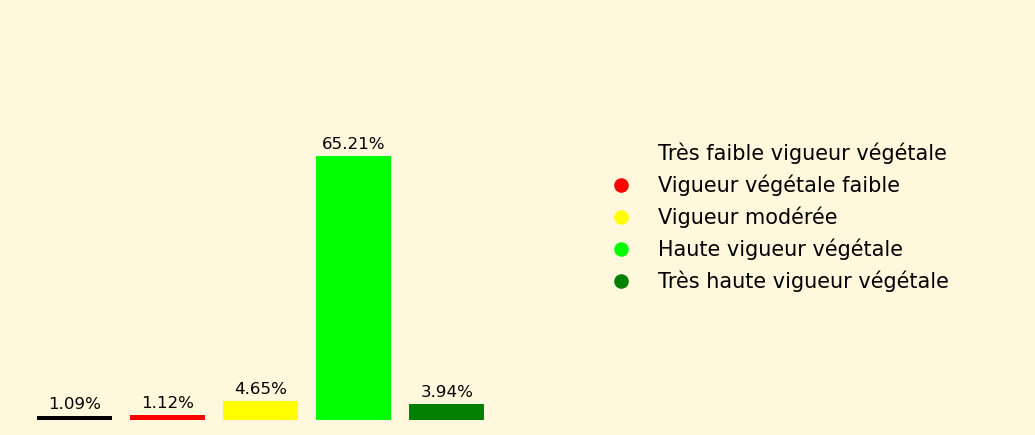 65.21%
Très faible vigueur végétale
Vigueur végétale faible
Vigueur modérée
Haute vigueur végétale
Très haute vigueur végétale
1.09%
1.12%
4.65%
3.94%